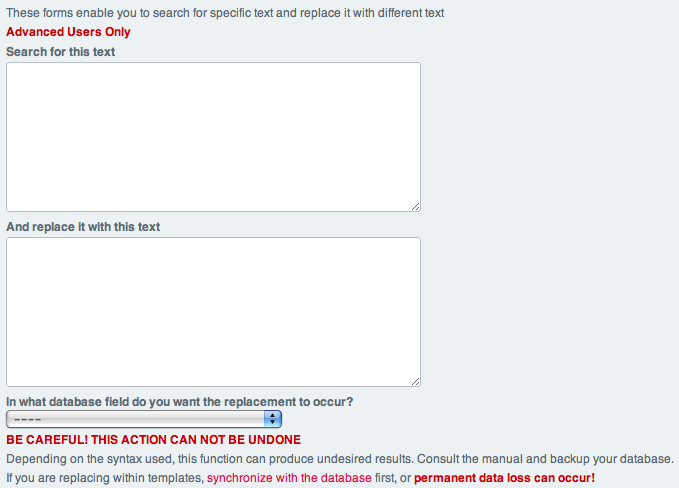 These forms enable you to search for specific text and replace it with different text
Advanced Users Only
Search for this text
And replace it with this text
In what database field do you want the replacement to occur?
----
BE CAREFUL! THIS ACTION CAN NOT BE UNDONE
Depending on the syntax used, this function can produce undesired results. Consult the manual and backup your database.
If you are replacing within templates, synchronize with the database first, or permanent data loss can occur!